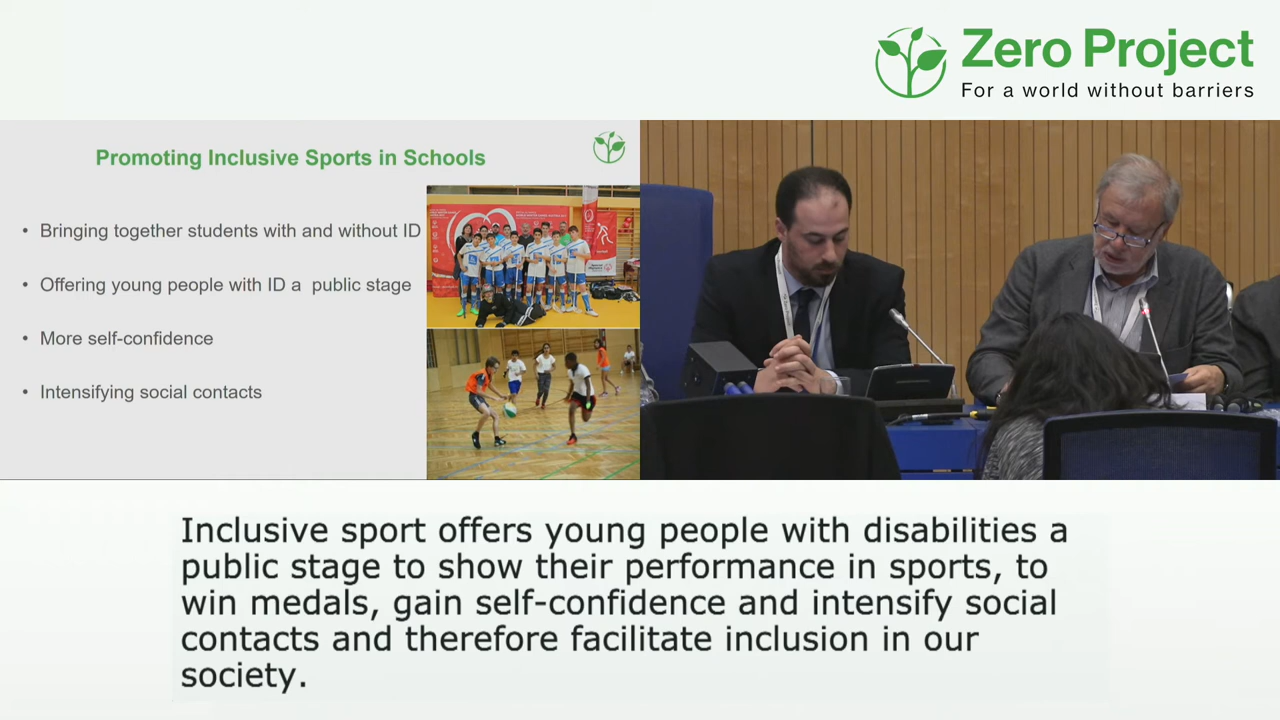 Zero Project
For a world without barriers
Promoting Inclusive Sports in Schools
• Bringing together students with and without ID
• Offering young people with ID a public stage
• More self-confidence
• Intensifying social contacts
Inclusive sport offers young people with disabilities a
public stage to show their performance in sports, to
win medals, gain self-confidence and intensify social
contacts and therefore facilitate inclusion in our
society.